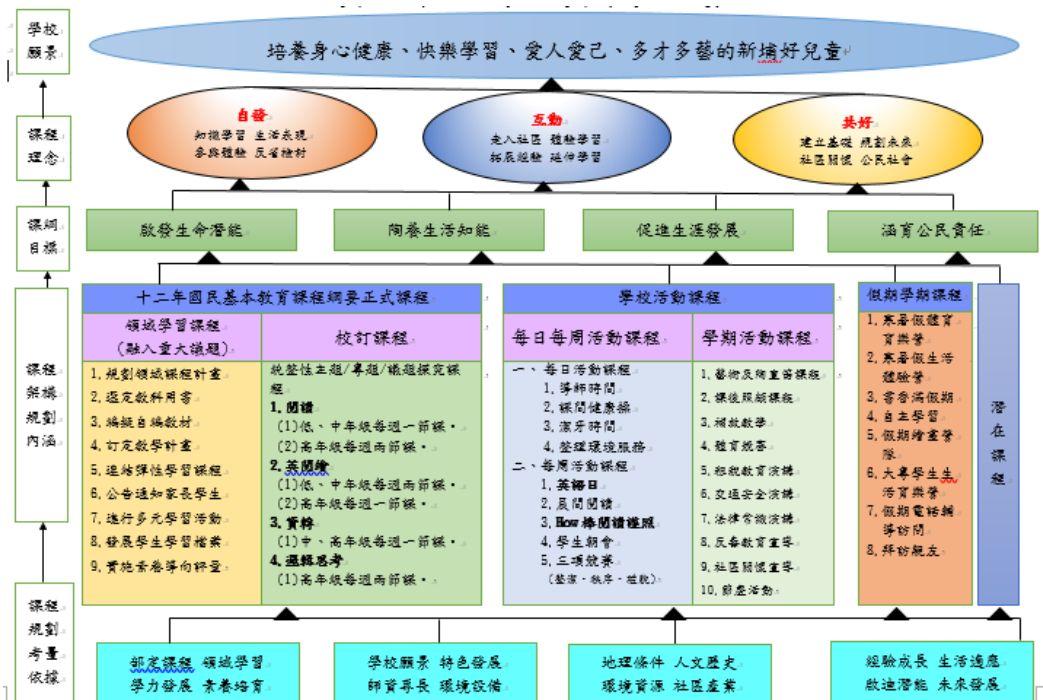 學校
願景
培養身心健康、快樂學習、愛人愛己、多才多藝的新埔好兒童
課程
理念
自發
知識學習 生活表現
參與體驗 反省檢討
互動
走入社區 體驗學習
拓展經驗 延伸學習
共好
建立基礎 規劃未來
社區關懷 公民社會
課綱
目標
啟發生命潛能
陶養生活知能
促進生涯發展
涵育公民責任
課程
架構
規劃
內涵
十二年國民基本教育課程綱要正式課程
領域學習課程
(融入重大議題)
1.規劃領域課程計畫
2.選定教科用書
3.編擬自編教材
4.訂定教學計畫
5.連結彈性學習課程
6.公告通知家長學生
7.進行多元學習活動
8.發展學生學習檔案
9.實施素養導向評量
校訂課程
統整性主題/專題/議題探究課
程
1.閱讀
(1)低、中年級每週一節課。
(2)高年級每週兩節課。
2.英閱繪
(1)低、中年級每週兩節課。
(2)高年級每週一節課。
3.資轉
(1)中、高年級每週一節課。
4.邏輯思考
(1)高年級每週兩節課。
學校活動課程
每日每周活動課程
一、每日活動課程
1.導師時間
2.課間健康操
3.潔牙時間
4.整理環境服務
二、每周活動課程
1.英語日
2.晨間閱讀
3.How棒閱讀護照
4.學生朝會
5.三項競賽
(整潔、秩序、禮貌)
學期活動課程
1.藝術及陶笛笛課程
2.課後照顧課程
3.補救教學
4.體育競賽
5.租稅教育演講
6.交通安全演講
7.法律常識演講
8.反毒教育宣導
9.社區關懷宣導
10.節慶活動
假期學期課程
1.寒暑假體育
育樂營
2.寒暑假生活
體驗營
3.書香滿假期
4.自主學習
5.假期繪畫營
隊
6.大專學生生
活育樂營
7.假期電話輔
導訪問
8.拜訪親友
潛
在
課
程
課程
規劃
考量
依據
部定課程 領域學習
學力發展 素養培育
學校願景 特色發展
師資專長 環境設備
地理條件 人文歷史
環境資源 社區產業
經驗成長 生活適應
啟迪潛能 未來發展